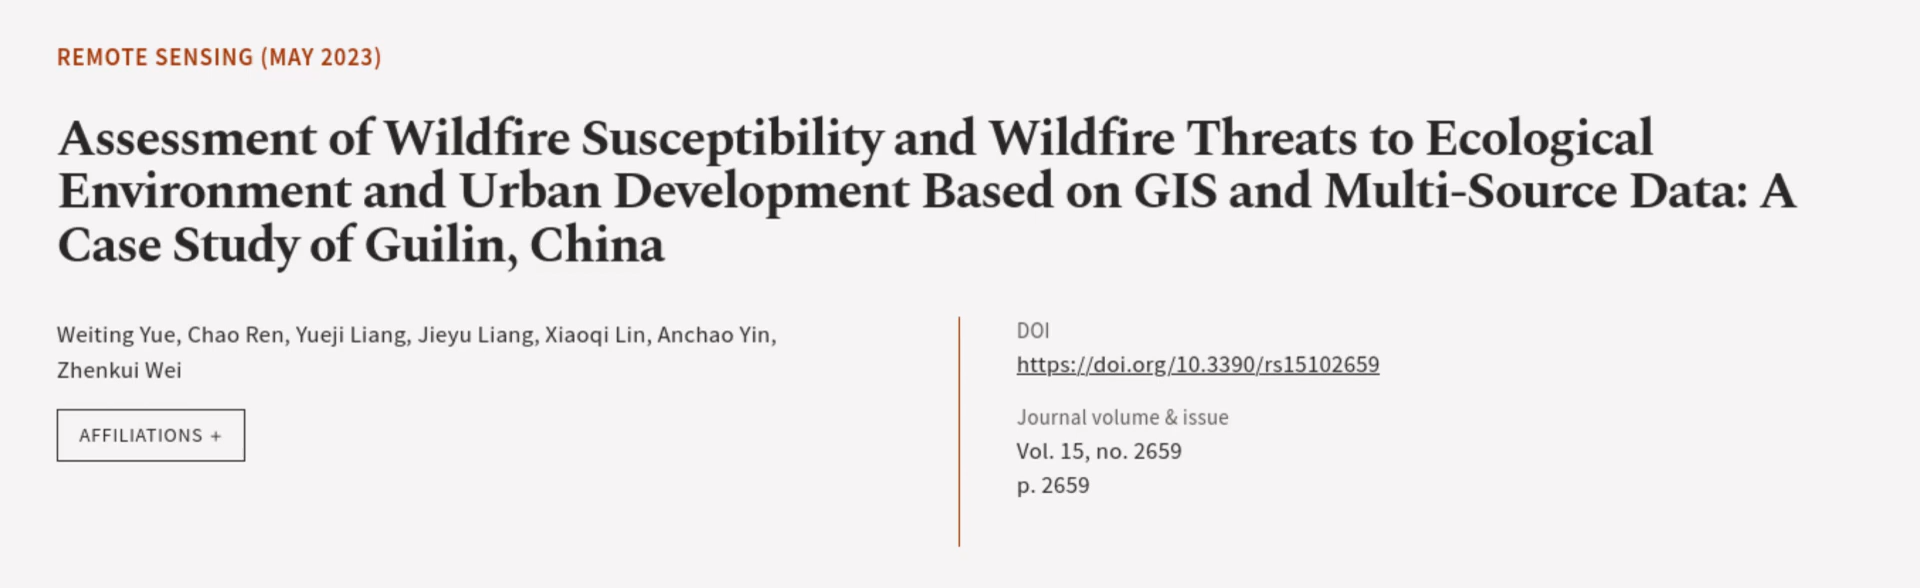 REMOTE SENSING (MAY 2023)
Assessment of Wildfire Susceptibility and Wildfire Threats to Ecological
Environment and Urban Development Based on GIS and Multi-Source Data: A
Case Study of Guilin, China
Weiting Yue, Chao Ren, Yueji Liang, Jieyu Liang, Xiaoqi Lin, Anchao Yin,
Zhenkui Wei
AFFILIATIONS +
DOI
https://doi.org/10.3390/rs15102659
Journal volume & issue
Vol. 15, no. 2659
p. 2659